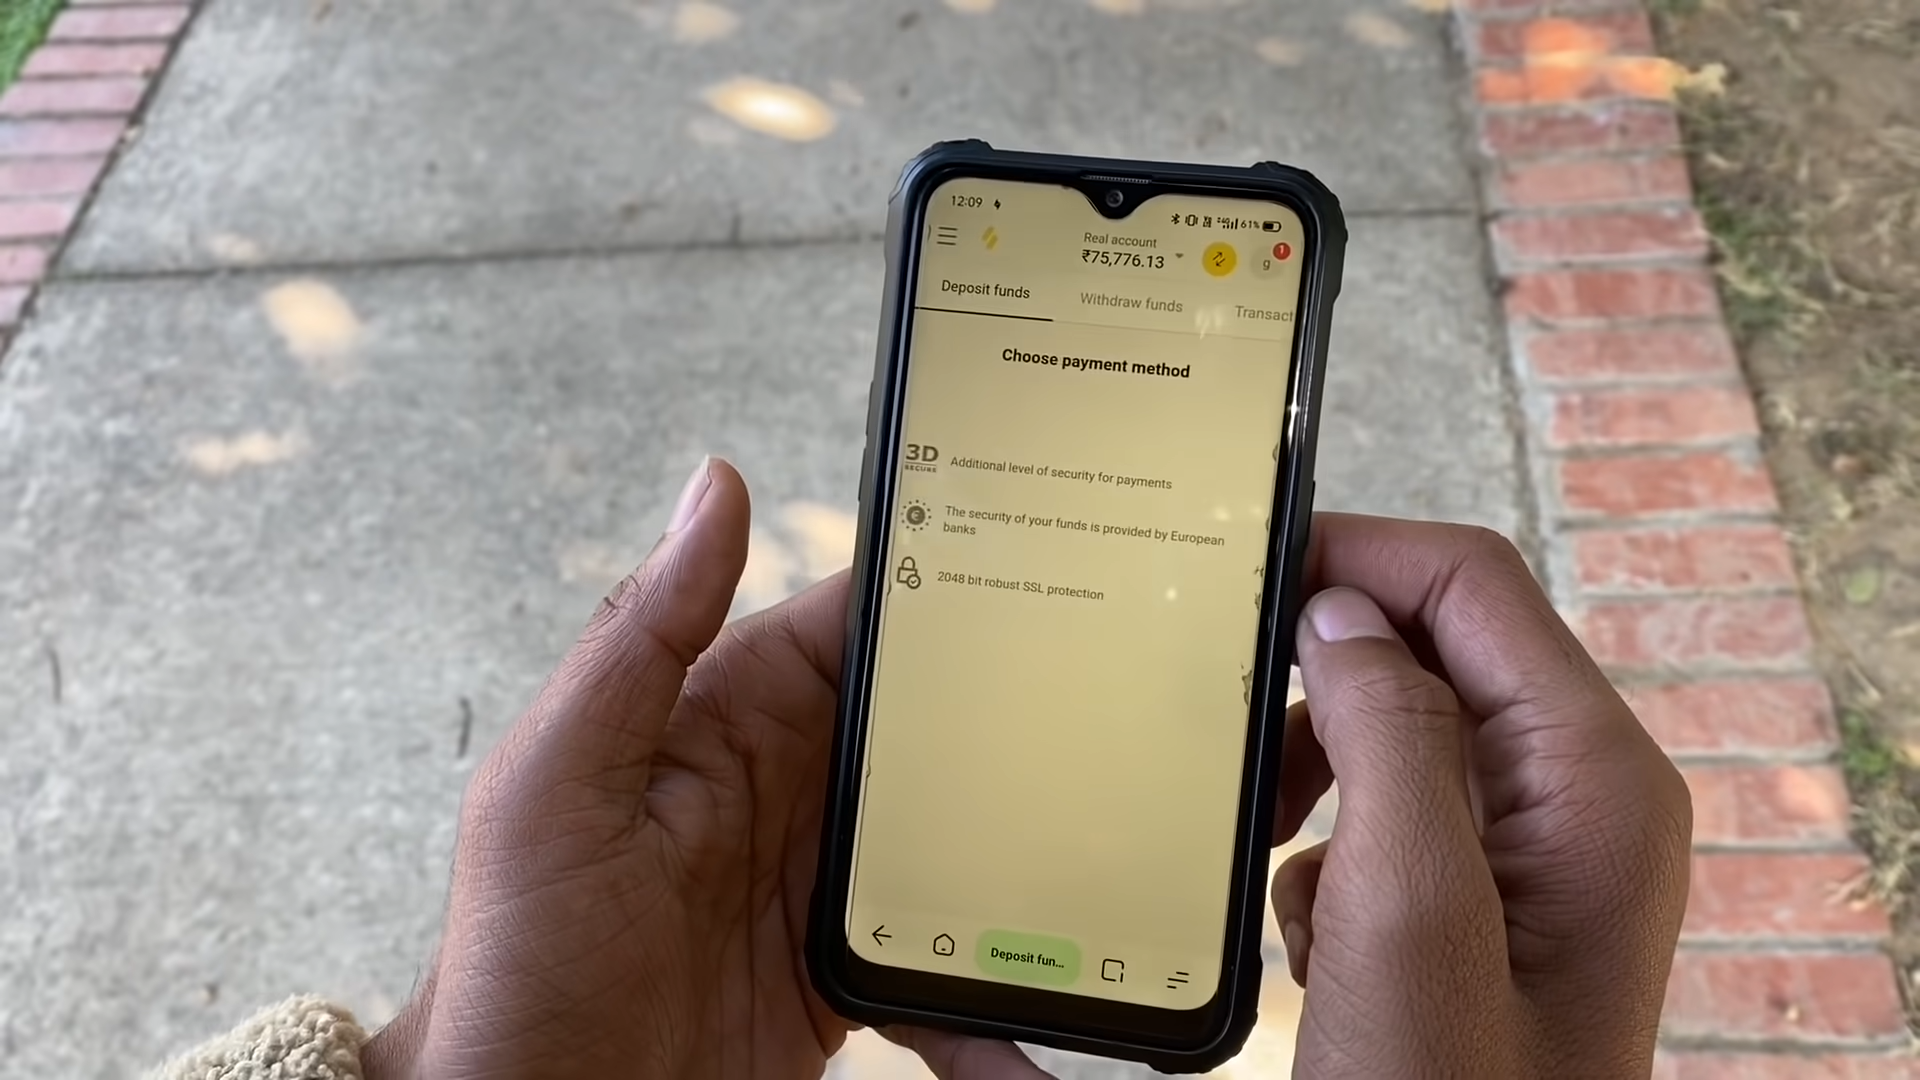 12:09
61%
Real account
₹75,776.13
g
1
Deposit funds
Withdraw funds
Transact
Choose payment method
3D
SECURE
Additional level of security for payments
The security of your funds is provided by European
banks
2048 bit robust SSL protection
Deposit fun...